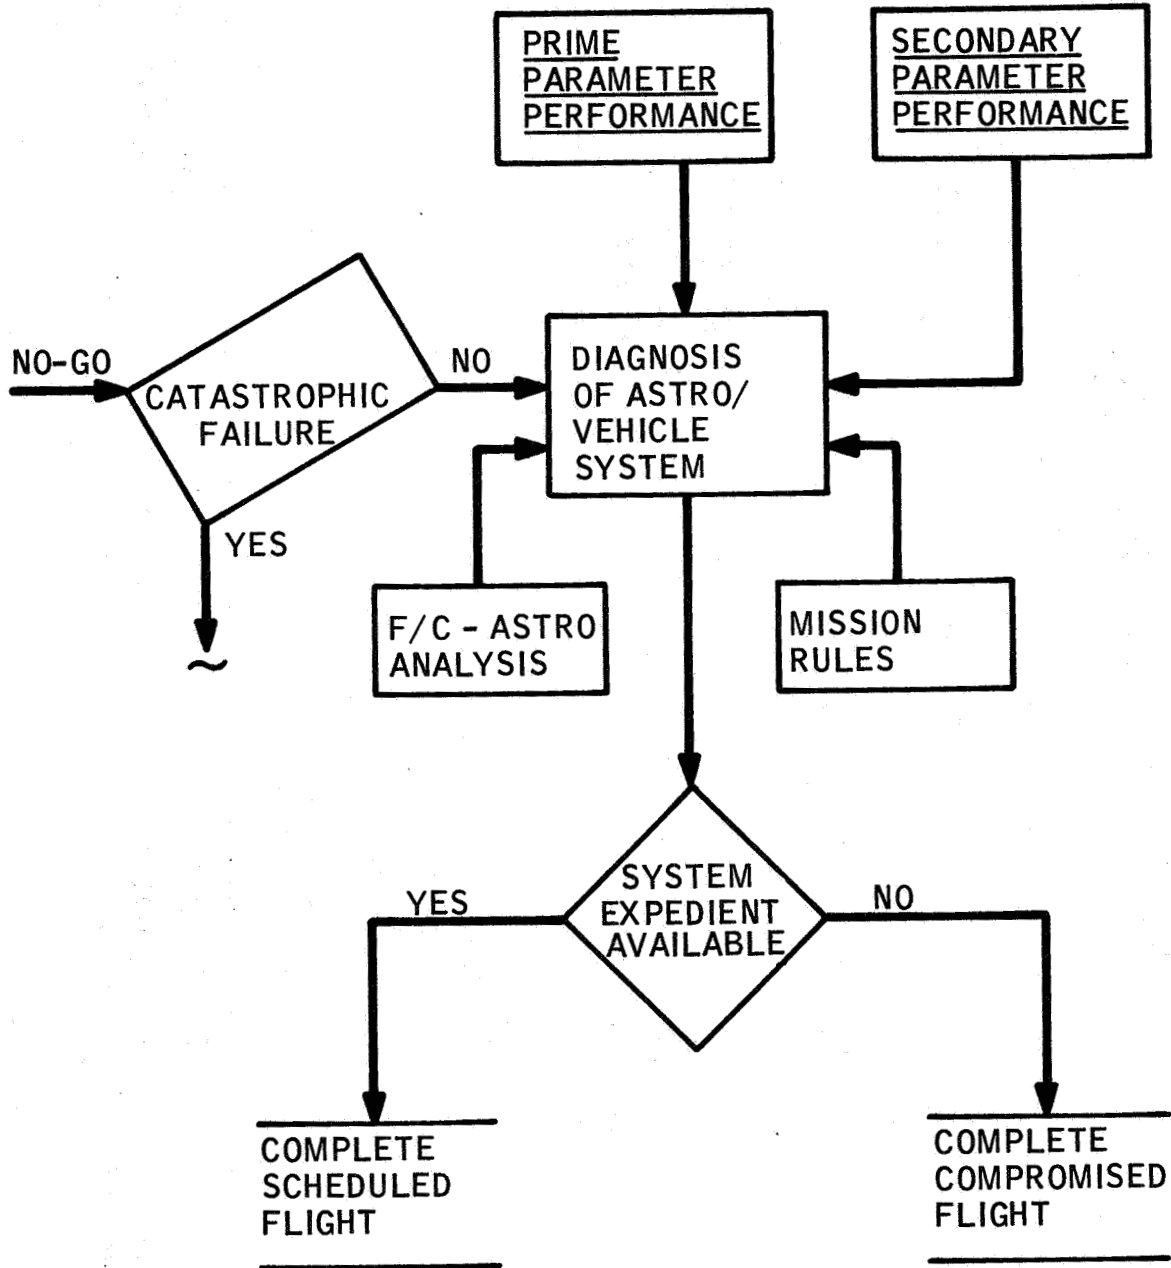 PRIME
PARAMETER
PERFORMANCE
SECONDARY
PARAMETER
PERFORMANCE
NO-GO
CATASTROPHIC
FAILURE
NO
YES
DIAGNOSIS
OF ASTRO/
VEHICLE
SYSTEM
F/C - ASTRO
ANALYSIS
MISSION
RULES
SYSTEM
EXPEDIENT
AVAILABLE
YES
NO
COMPLETE
SCHEDULED
FLIGHT
COMPLETE
COMPROMISED
FLIGHT